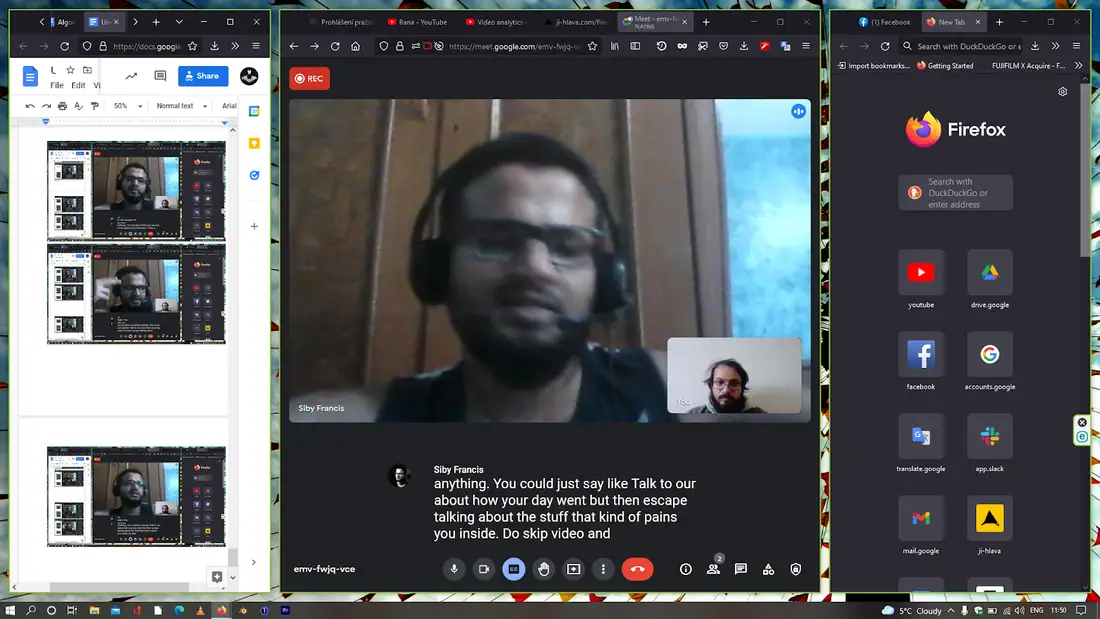 Algo
Liv
https://docs.google
File Edit Vi
Share
50%
Normal text
Arial
Prohlášení praž
Rana - YouTube
Video analytics -
ji-hlava.com/film
Meet - emv-fw
PLAYING
https://meet.google.com/emv-fwjq-v
REC
Siby Francis
You
Siby Francis
anything. You could just say like Talk to our
about how your day went but then escape
talking about the stuff that kind of pains
you inside. Do skip video and
emv-fwjq-vce
2
(1) Facebook
New Tab
Search with DuckDuckGo or e
Import bookmarks...
Getting Started
FUJIFILM X Acquire - F...
Firefox
Search with
DuckDuckGo or
enter address
youtube
drive.google
facebook
accounts.google
translate.google
app.slack
mail.google
ji-hlava
5°C Cloudy
ENG
11:50